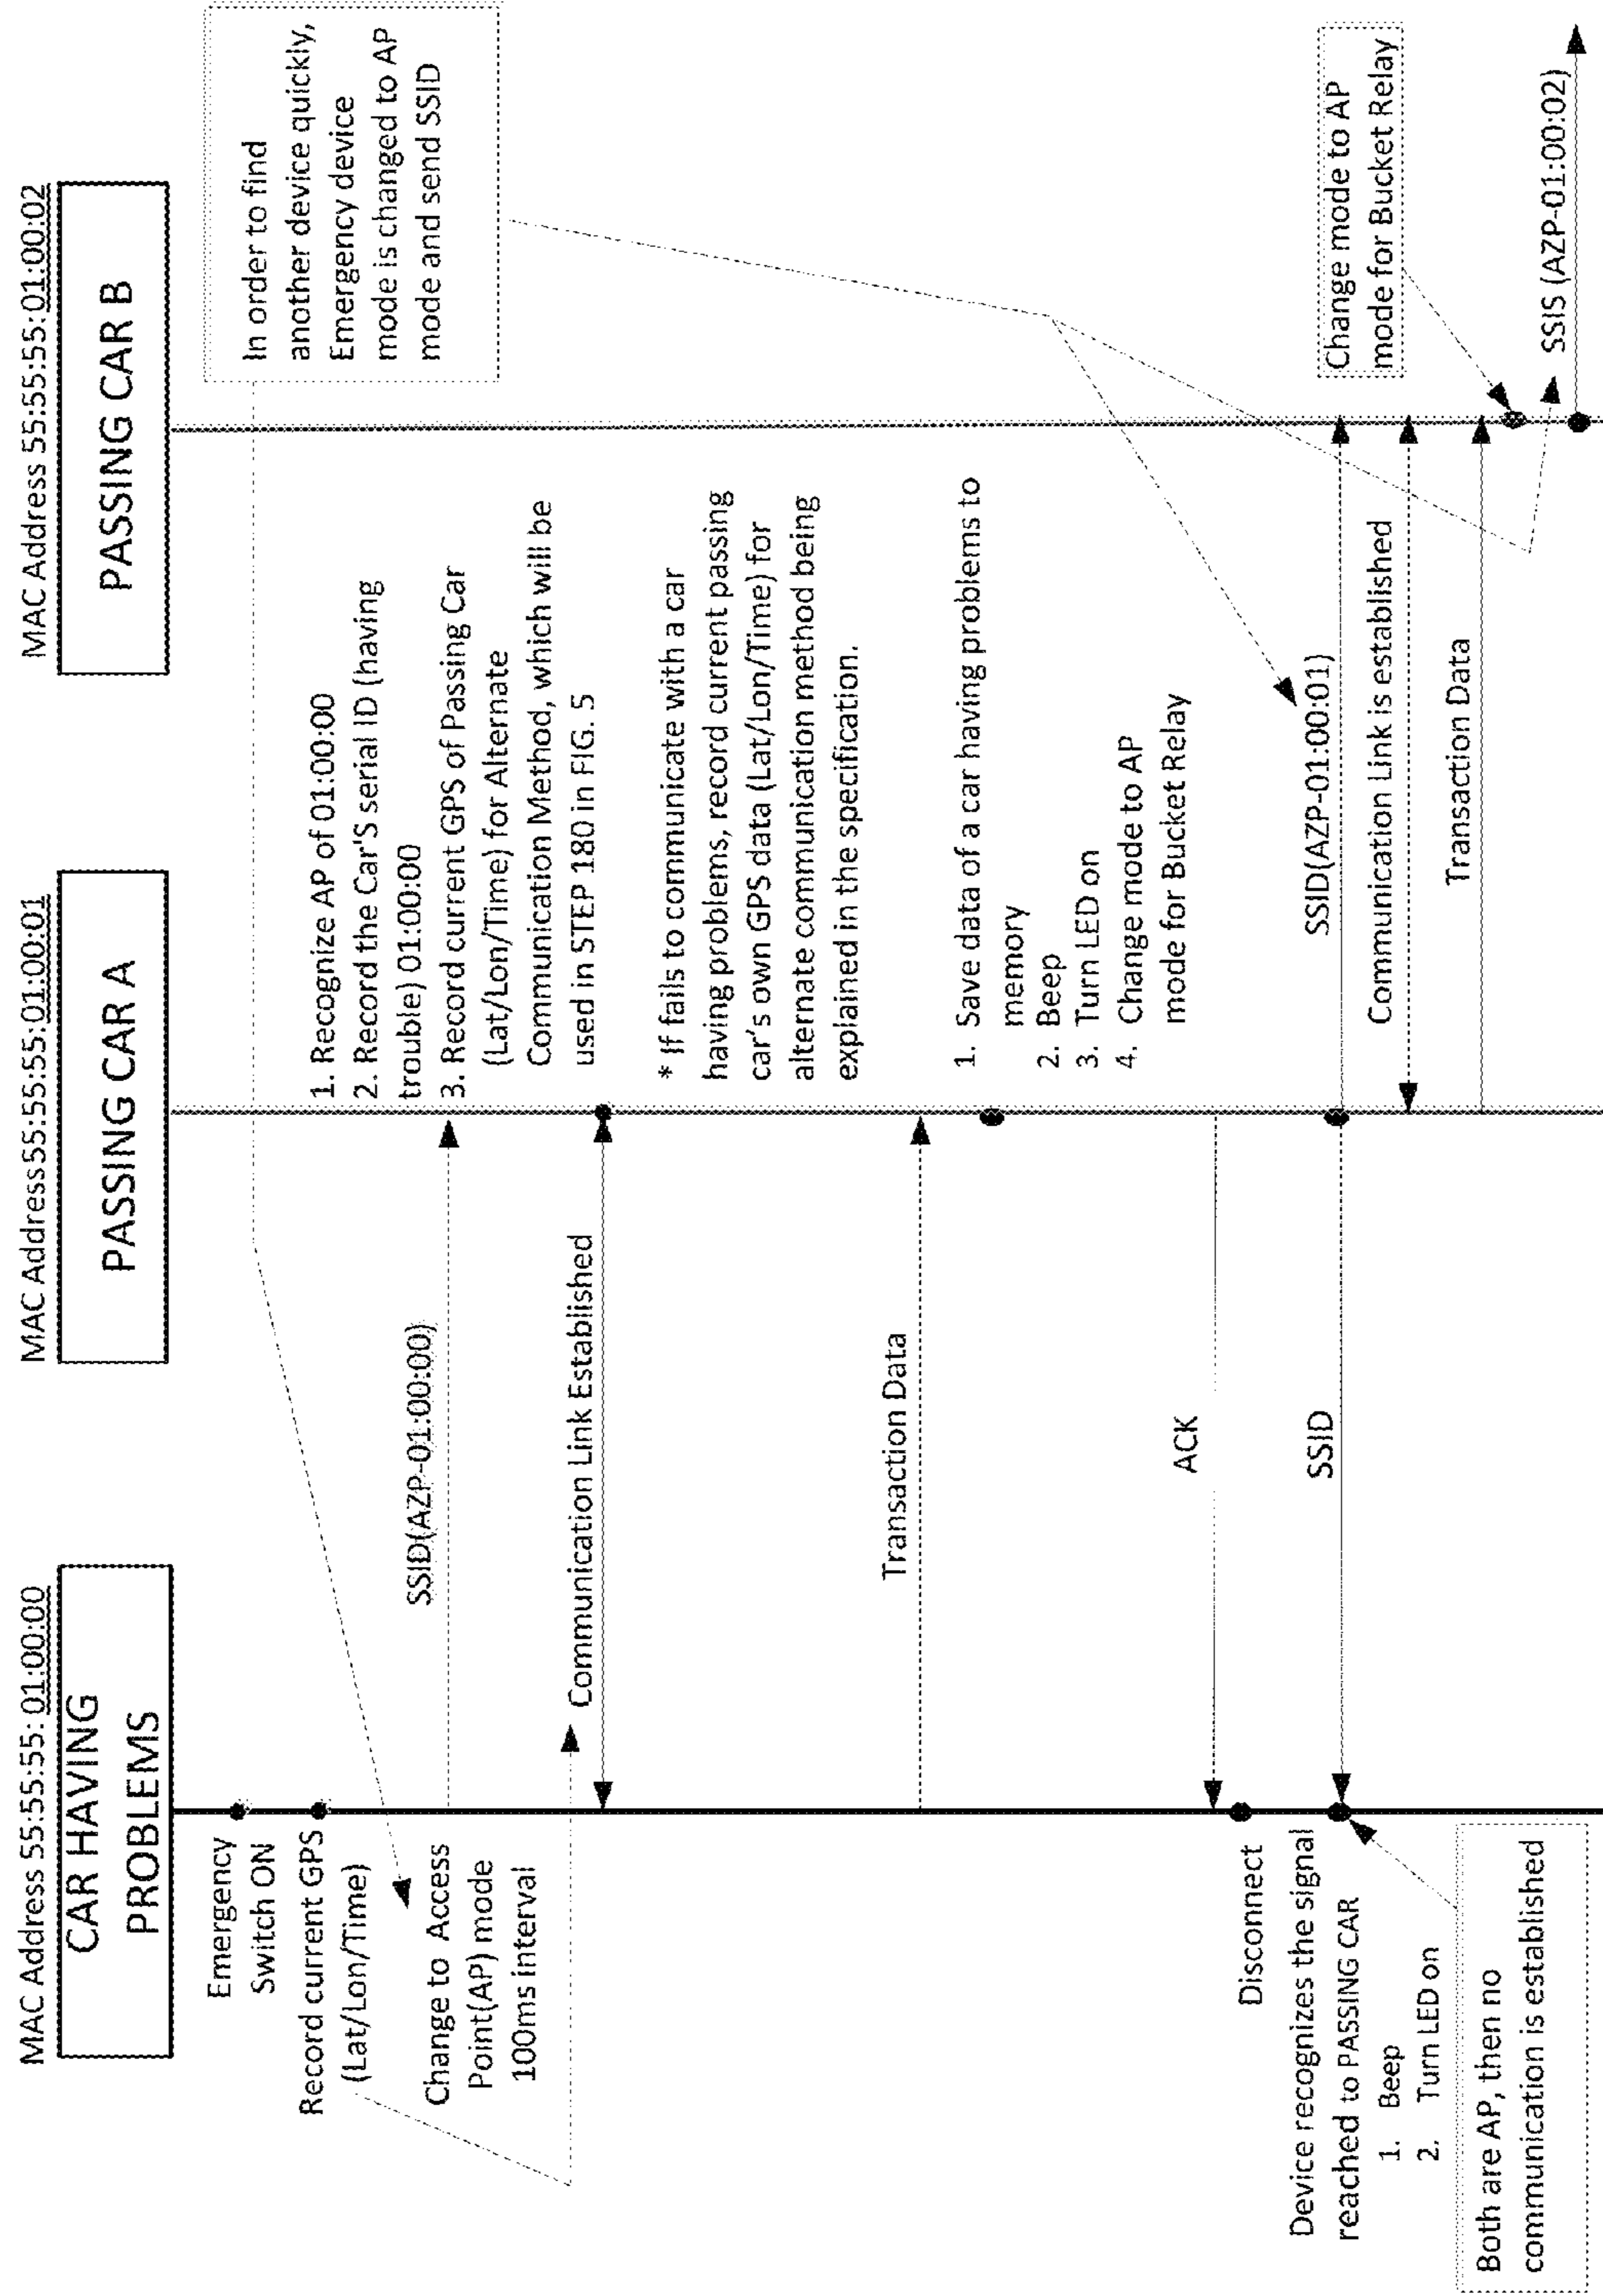 MAC Address 55:55:55: 01:00:00
CAR HAVING
PROBLEMS
MAC Address55:55:55:01:00:01
PASSING CAR A
MAC Address 55:55:55:01:00:02
PASSING CAR B
Emergency
Switch ON
Record current GPS
(Lat/Lon/Time)
Change to Access
Point(AP) mode
100ms interval
In order to find
another device quickly,
Emergency device
mode is changed to AP
mode and send SSID
SSID(AZP-01:00:00)
1. Recognize AP of 01:00:00
2. Record the Car'S serial ID (having
trouble) 01:00:00
3. Record current GPS of Passing Car
(Lat/Lon/Time) for Alternate
Communication Method, which will be
used in STEP 180 in FIG. 5
Communication Link Established
* If fails to communicate with a car
having problems, record current passing
car's own GPS data (Lat/Lon/Time) for
alternate communication method being
explained in the specification.
Transaction Data
1. Save data of a car having problems to
memory
2. Beep
3. Turn LED on
4. Change mode to AP
mode for Bucket Relay
ACK
Disconnect
Device recognizes the signal
reached to PASSING CAR
1. Beep
2. Turn LED on
SSID
SSID(AZP-01:00:01)
Communication Link is established
Transaction Data
Change mode to AP
mode for Bucket Relay
Both are AP, then no
communication is established
SSIS (AZP-01:00:02)